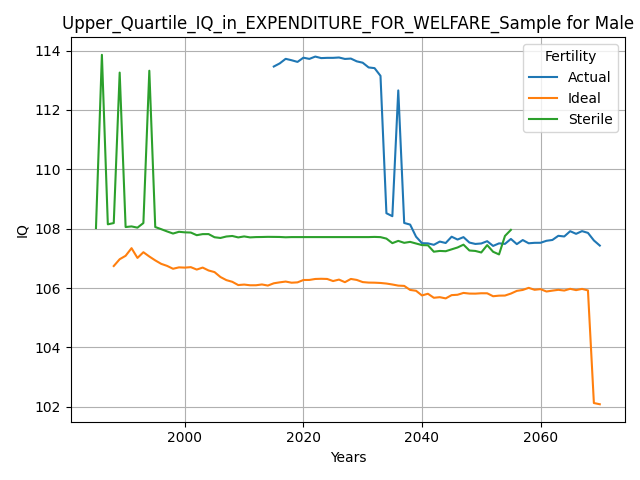 Upper_Quartile_IQ_in_EXPENDITURE_FOR_WELFARE_Sample for Male
Fertility
Actual
Ideal
Sterile
114
112
110
108
106
104
102
IQ
2000
2020
2040
2060
Years